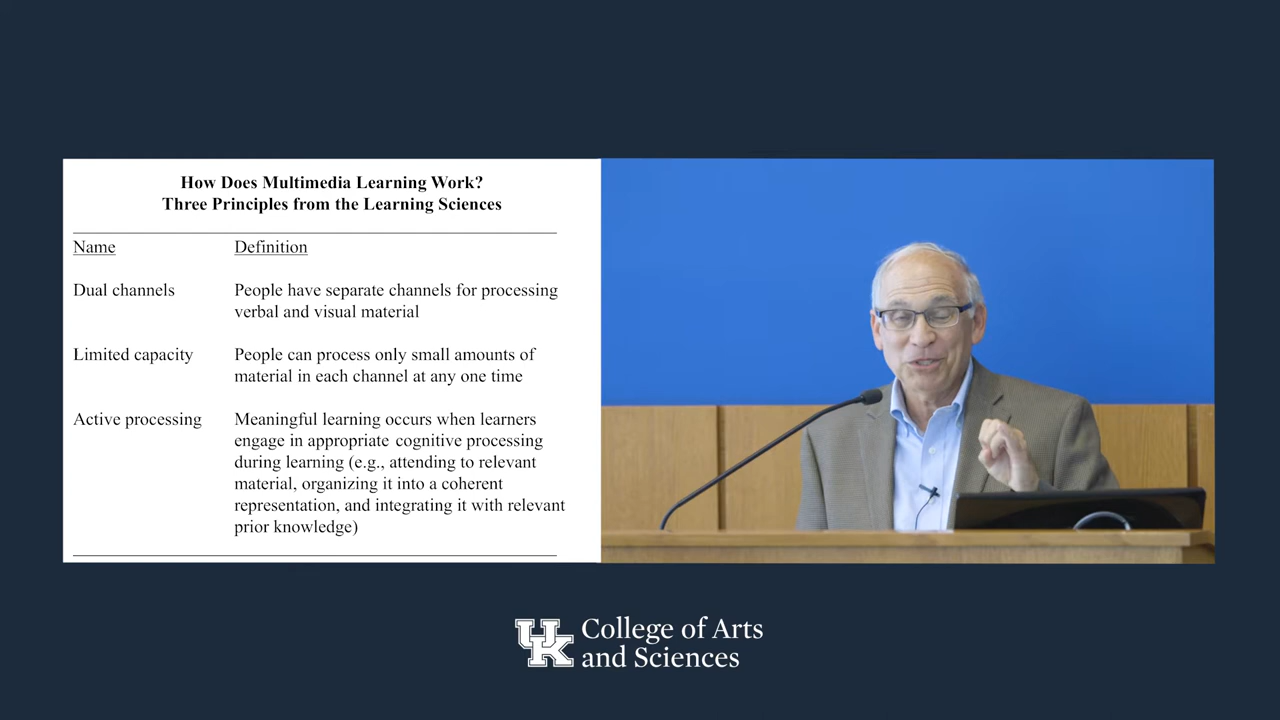 How Does Multimedia Learning Work?
Three Principles from the Learning Sciences
Name Definition
Dual channels People have separate channels for processing
verbal and visual material
Limited capacity People can process only small amounts of
material in each channel at any one time
Active processing Meaningful learning occurs when learners
engage in appropriate cognitive processing
during learning (e.g., attending to relevant
material, organizing it into a coherent
representation, and integrating it with relevant
prior knowledge)
UK College of Arts
and Sciences